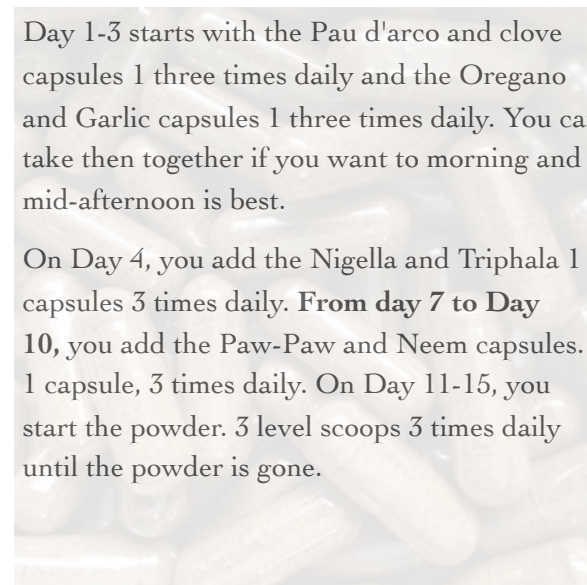 Day 1-3 starts with the Pau d'arco and clove
capsules 1 three times daily and the Oregano
and Garlic capsules 1 three times daily. You ca
take then together if you want to morning and
mid-afternoon is best.
On Day 4, you add the Nigella and Triphala 1
capsules 3 times daily. From day 7 to Day
10, you add the Paw-Paw and Neem capsules.
1 capsule, 3 times daily. On Day 11-15, you
start the powder. 3 level scoops 3 times daily
until the powder is gone.